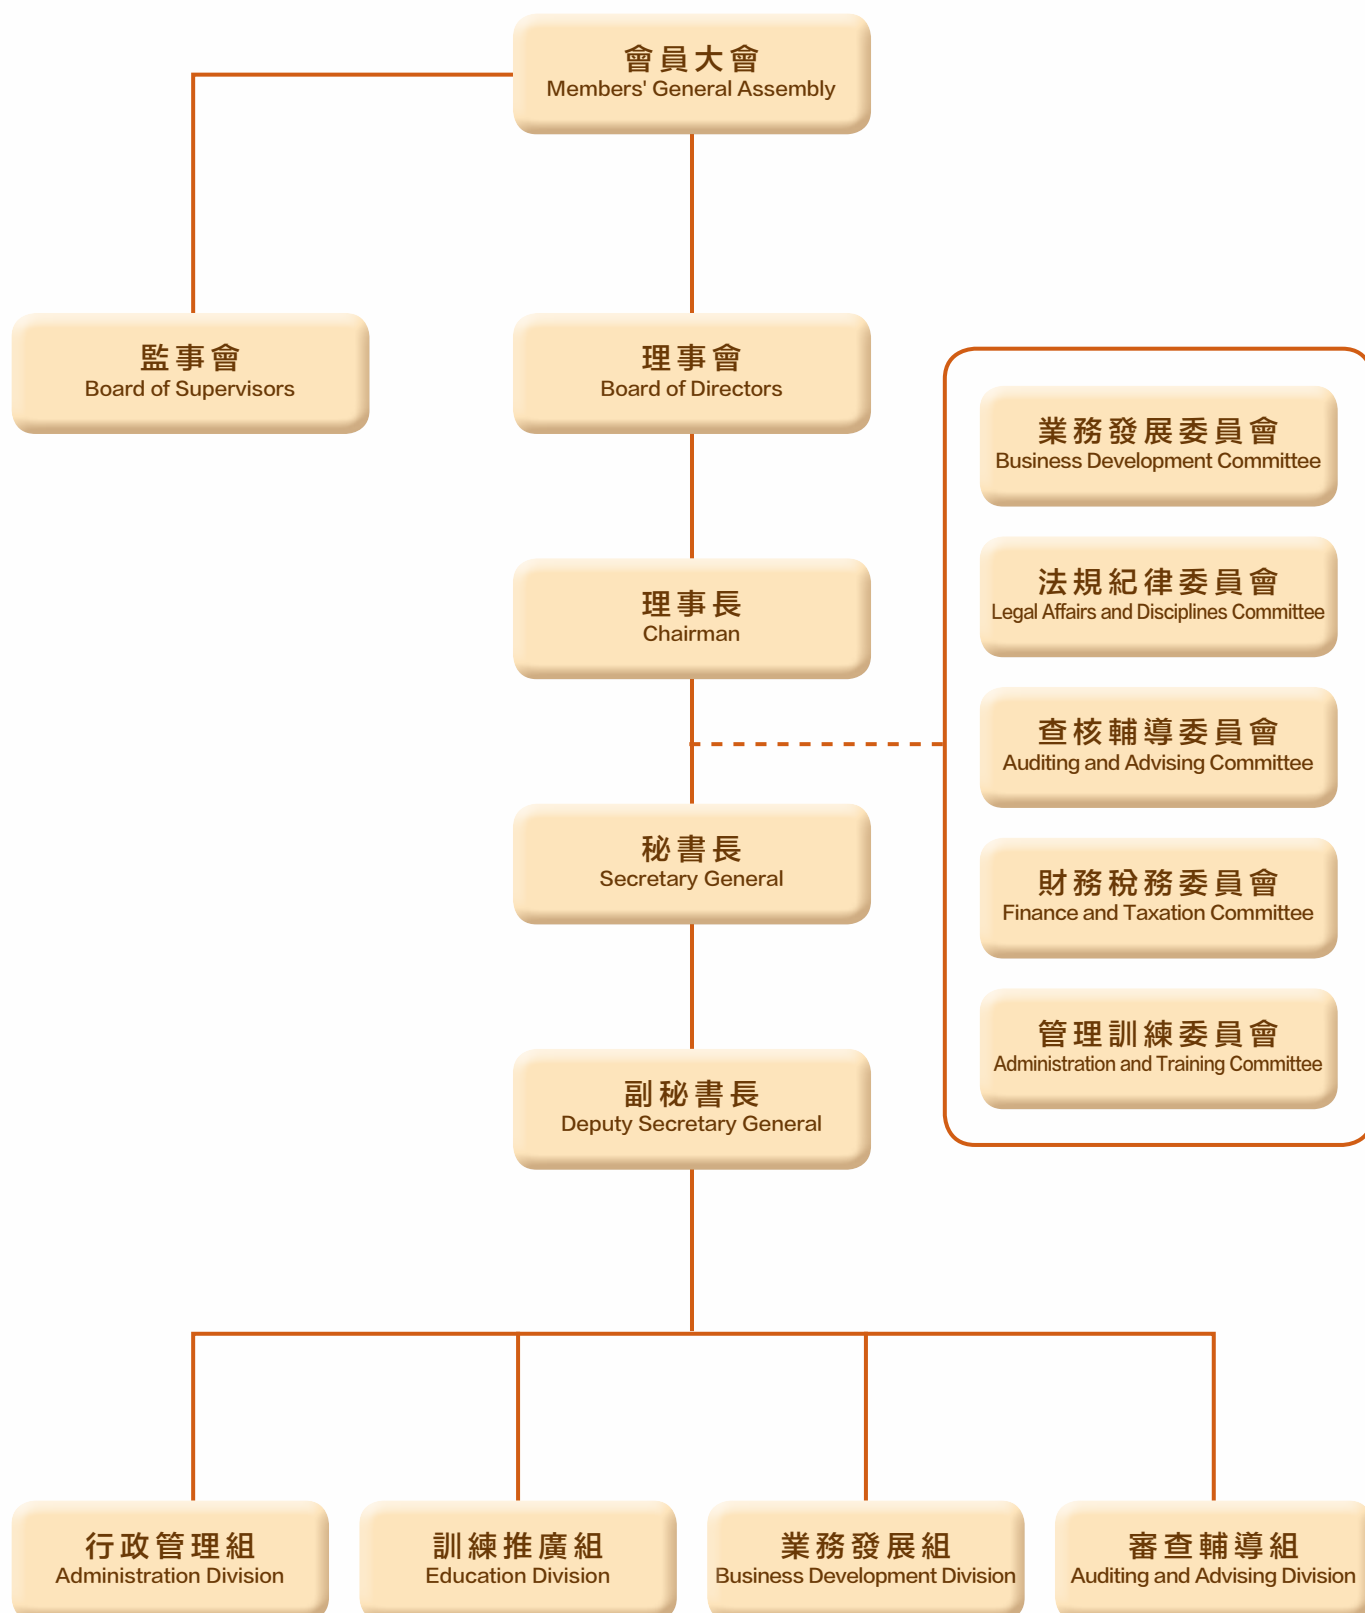 會員大會
Members' General Assembly
監事會
Board of Supervisors
理事會
Board of Directors
業務發展委員會
Business Development Committee
法規紀律委員會
Legal Affairs and Disciplines Committee
理事長
Chairman
查核輔導委員會
Auditing and Advising Committee
秘書長
Secretary General
財務稅務委員會
Finance and Taxation Committee
管理訓練委員會
Administration and Training Committee
副秘書長
Deputy Secretary General
行政管理組
Administration Division
訓練推廣組
Education Division
業務發展組
Business Development Division
審查輔導組
Auditing and Advising Division